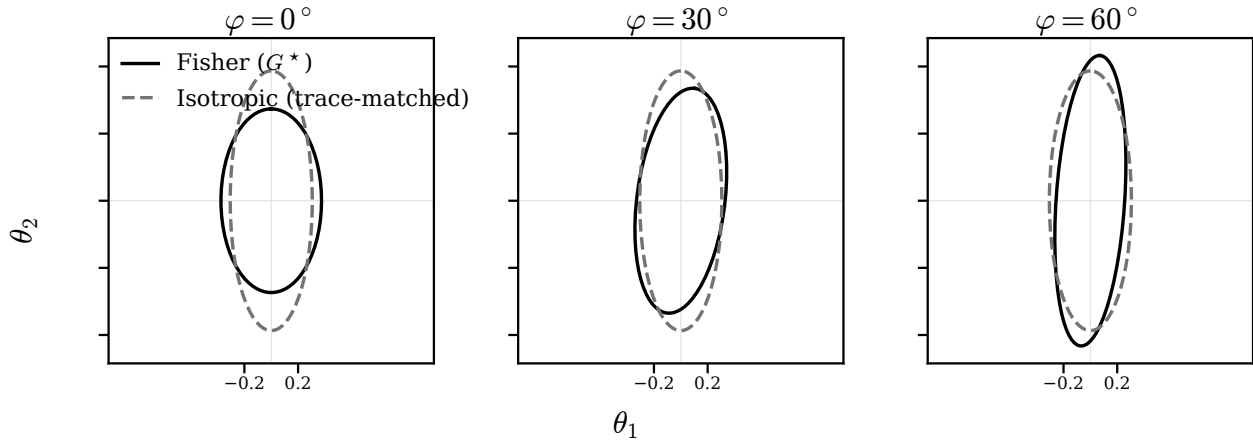 φ = 0°
φ = 30°
φ = 60°
Fisher (G⋆)
Isotropic (trace-matched)
θ₂
−0.2 0.2
−0.2 0.2
−0.2 0.2
θ₁